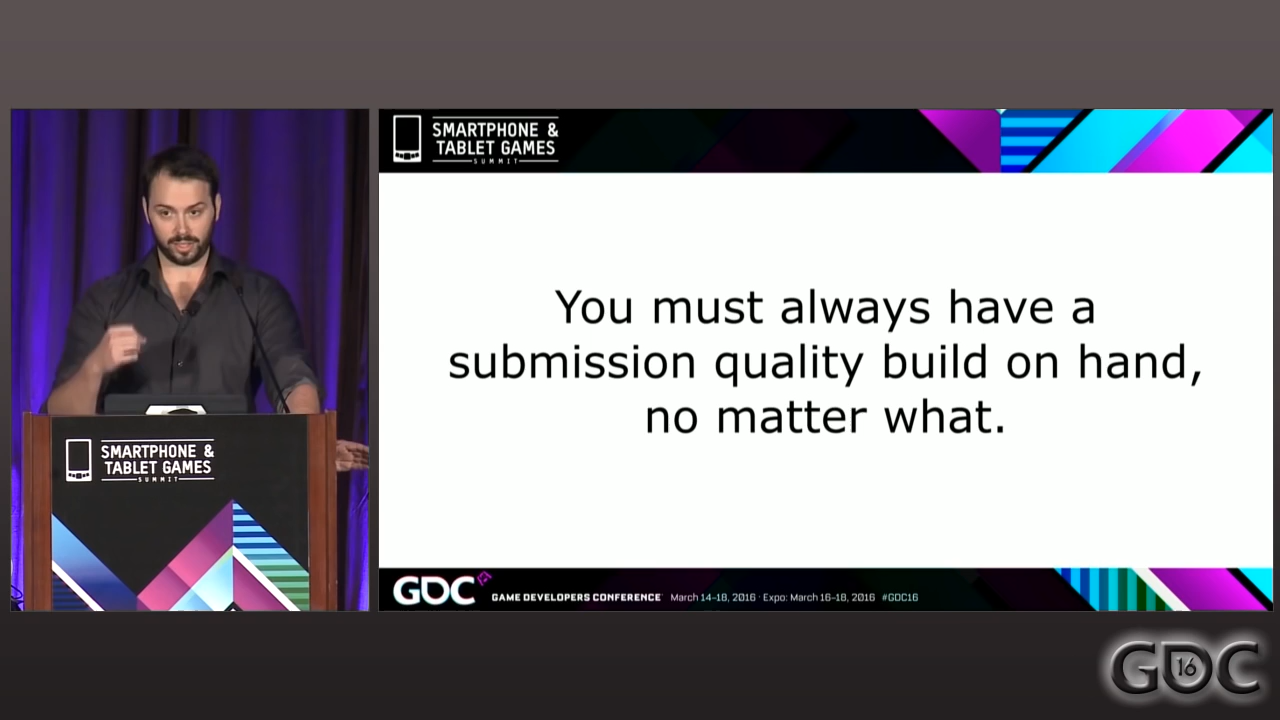 SMARTPHONE &
TABLET GAMES
SUMMIT
You must always have a
submission quality build on hand,
no matter what.
SMARTPHONE &
TABLET GAMES
SUMMIT
GDC GAME DEVELOPERS CONFERENCE March 14–18, 2016 · Expo: March 16–18, 2016 #GDC16
GDC 16